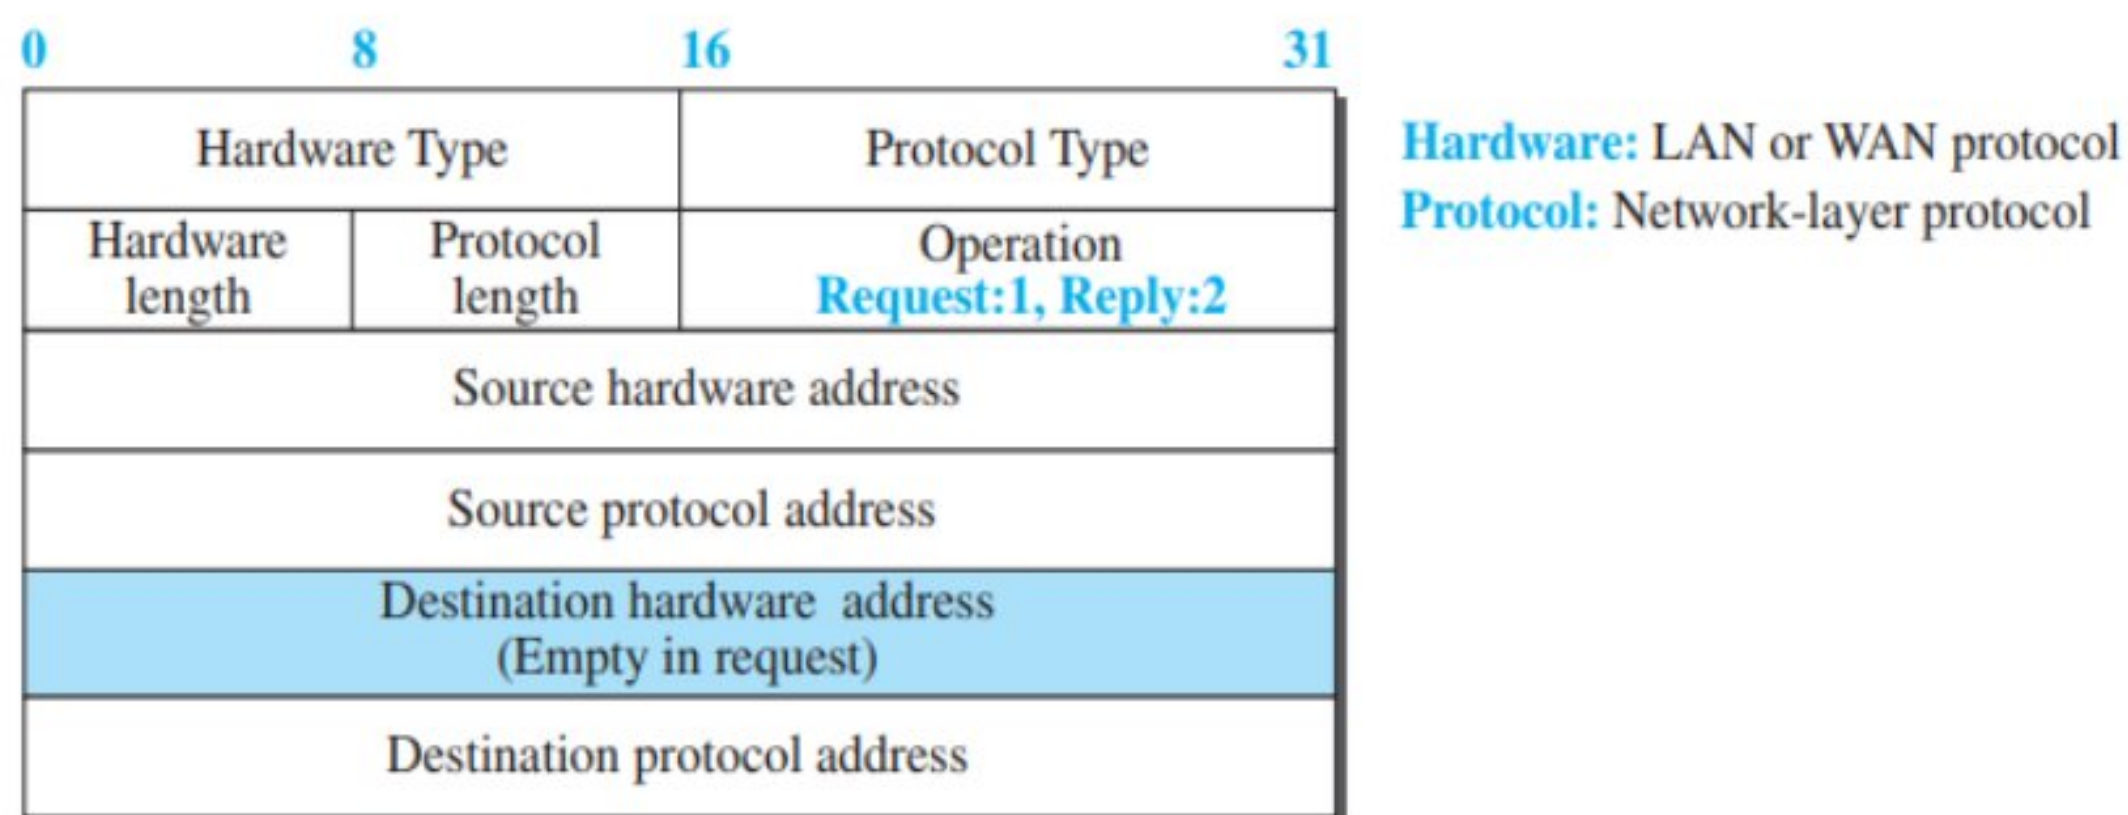 0 8 16 31
Hardware Type Protocol Type
Hardware: LAN or WAN protocol
Protocol: Network-layer protocol
Hardware
length
Protocol
length
Operation
Request:1, Reply:2
Source hardware address
Source protocol address
Destination hardware address
(Empty in request)
Destination protocol address